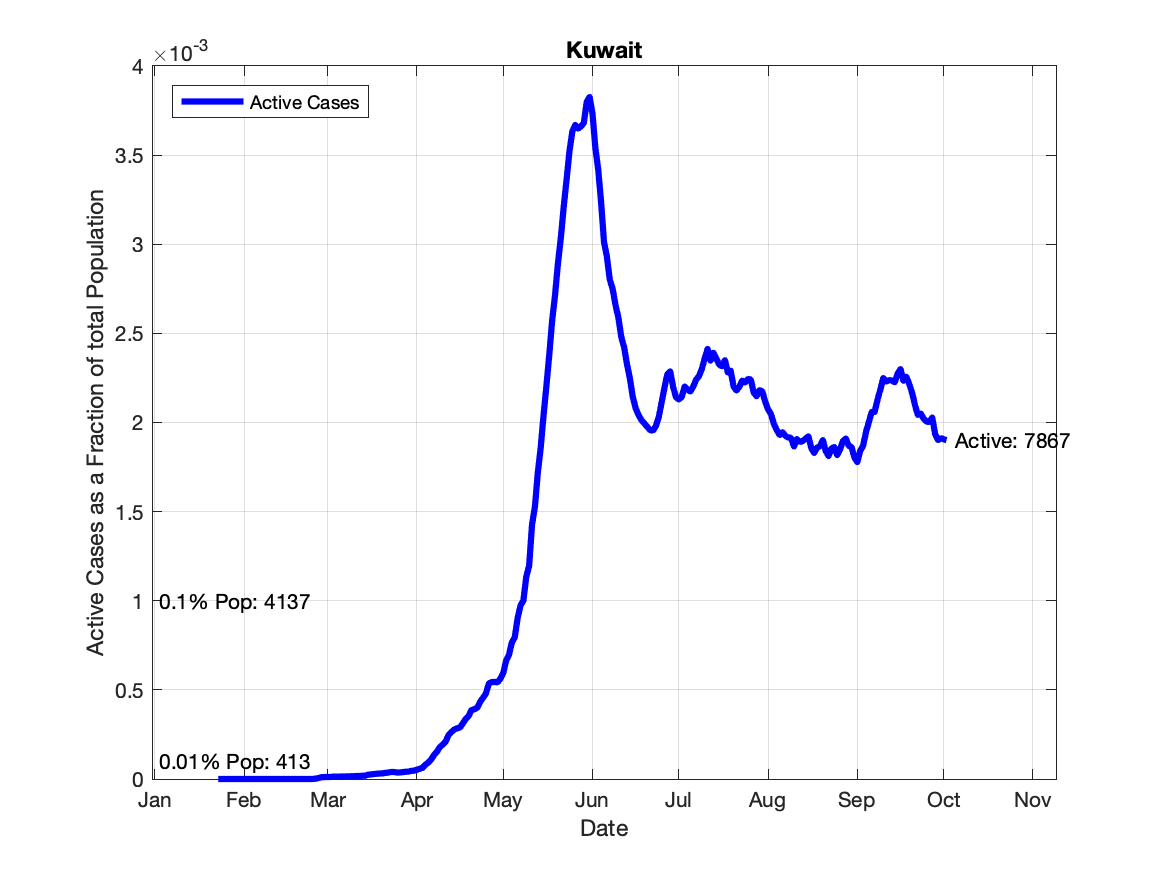 Kuwait
×10-3
Active Cases
4
3.5
3
2.5
2
1.5
1
0.5
0
Active Cases as a Fraction of total Population
0.1% Pop: 4137
0.01% Pop: 413
Active: 7867
Jan Feb Mar Apr May Jun Jul Aug Sep Oct Nov
Date